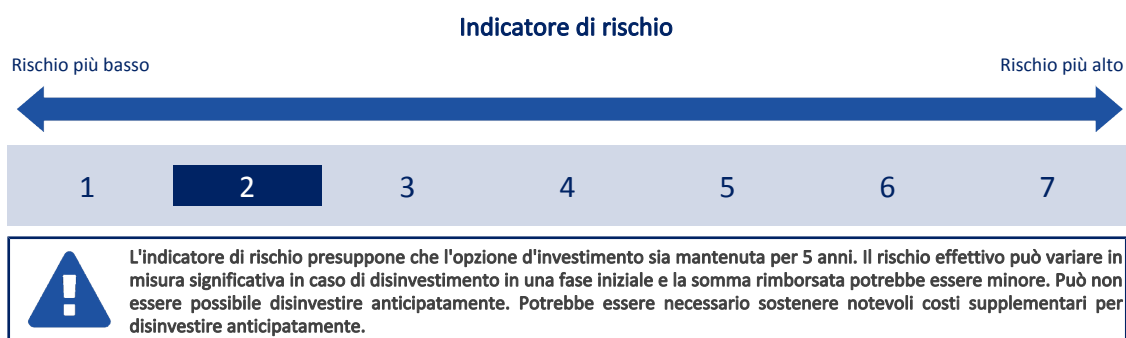 Indicatore di rischio
Rischio più basso
Rischio più alto
1 2 3 4 5 6 7
L'indicatore di rischio presuppone che l'opzione d'investimento sia mantenuta per 5 anni. Il rischio effettivo può variare in
misura significativa in caso di disinvestimento in una fase iniziale e la somma rimborsata potrebbe essere minore. Può non
essere possibile disinvestire anticipatamente. Potrebbe essere necessario sostenere notevoli costi supplementari per
disinvestire anticipatamente.